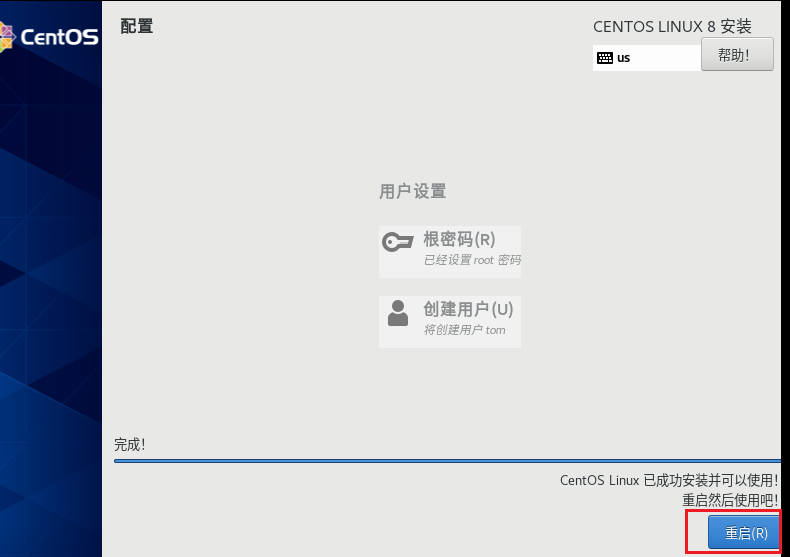 CentOS
配置
CENTOS LINUX 8 安装
us
帮助!
用户设置
根密码(R)
已经设置 root 密码
创建用户(U)
将创建用户 tom
完成!
CentOS Linux 已成功安装并可以使用!
重启然后使用吧!
重启(R)